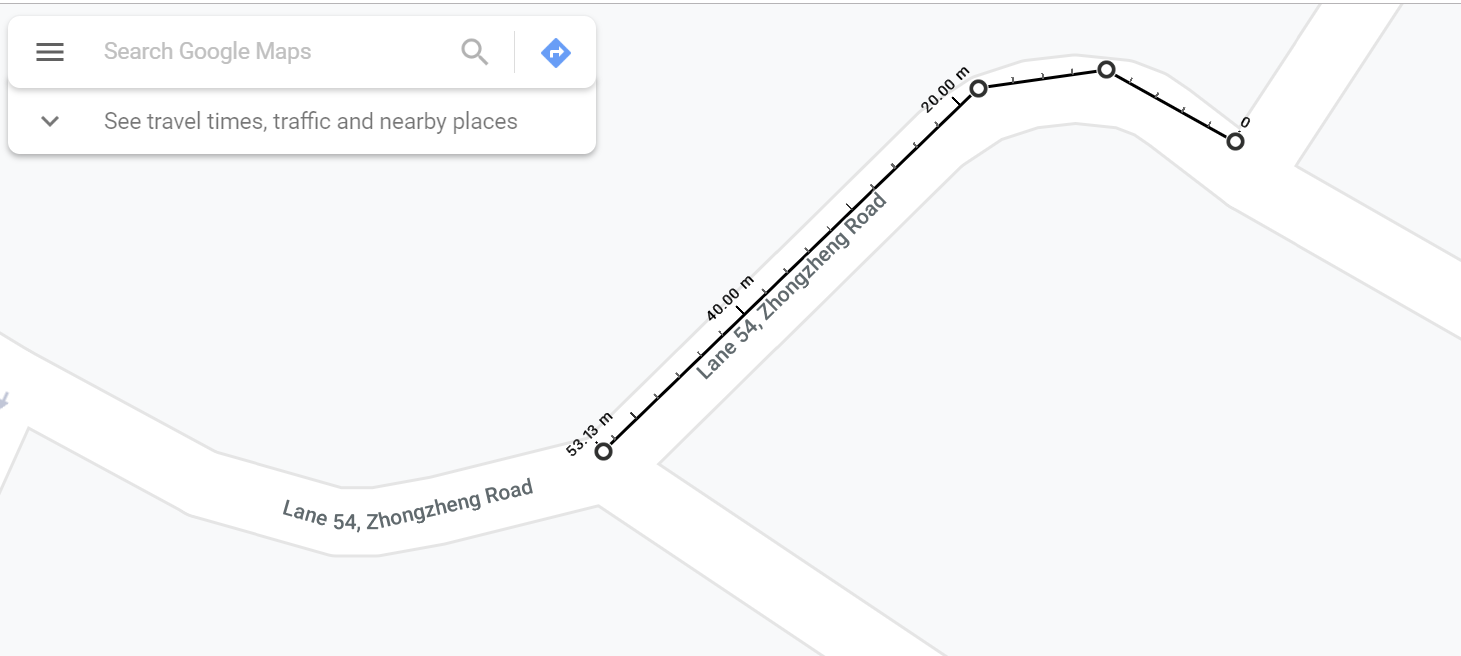 Search Google Maps
See travel times, traffic and nearby places
0
20.00 m
40.00 m
53.13 m
Lane 54, Zhongzheng Road
Lane 54, Zhongzheng Road